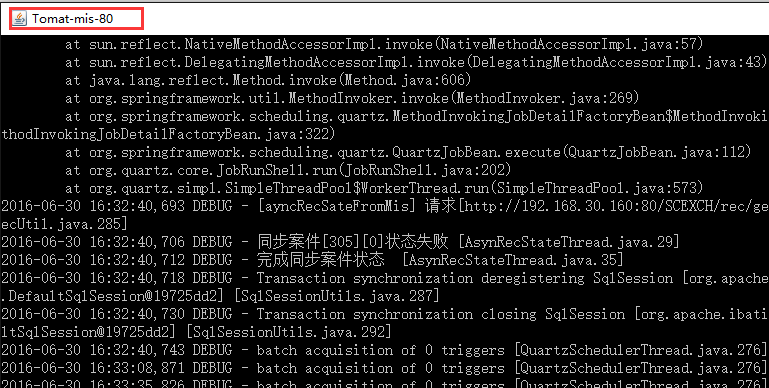 Tomat-mis-80
at sun.reflect.NativeMethodAccessorImpl.invoke(NativeMethodAccessorImpl.java:57)
at sun.reflect.DelegatingMethodAccessorImpl.invoke(DelegatingMethodAccessorImpl.java:43)
at java.lang.reflect.Method.invoke(Method.java:606)
at org.springframework.util.MethodInvoker.invoke(MethodInvoker.java:269)
at org.springframework.scheduling.quartz.MethodInvokingJobDetailFactoryBean$MethodInvoki
thodInvokingJobDetailFactoryBean.java:322)
at org.springframework.scheduling.quartz.QuartzJobBean.execute(QuartzJobBean.java:112)
at org.quartz.core.JobRunShell.run(JobRunShell.java:202)
at org.quartz.simpl.SimpleThreadPool$WorkerThread.run(SimpleThreadPool.java:573)
2016-06-30 16:32:40,693 DEBUG - [ayncRecSateFromMis] 请求[http://192.168.30.160:80/SCEXCH/rec/ge
ecUtil.java.285]
2016-06-30 16:32:40,706 DEBUG - 同步案件[305][0]状态失败 [AsynRecStateThread.java.29]
2016-06-30 16:32:40,712 DEBUG - 完成同步案件状态 [AsynRecStateThread.java.35]
2016-06-30 16:32:40,718 DEBUG - Transaction synchronization deregistering SqlSession [org.apache
.DefaultSqlSession@19725dd2] [SqlSessionUtils.java.287]
2016-06-30 16:32:40,730 DEBUG - Transaction synchronization closing SqlSession [org.apache.ibati
ltSqlSession@19725dd2] [SqlSessionUtils.java.292]
2016-06-30 16:32:40,743 DEBUG - batch acquisition of 0 triggers [QuartzSchedulerThread.java.276]
2016-06-30 16:33:08,871 DEBUG - batch acquisition of 0 triggers [QuartzSchedulerThread.java.276]
2016-06-30 16:33:35,826 DEBUG - batch acquisition of 0 triggers [QuartzSchedulerThread.java.276]